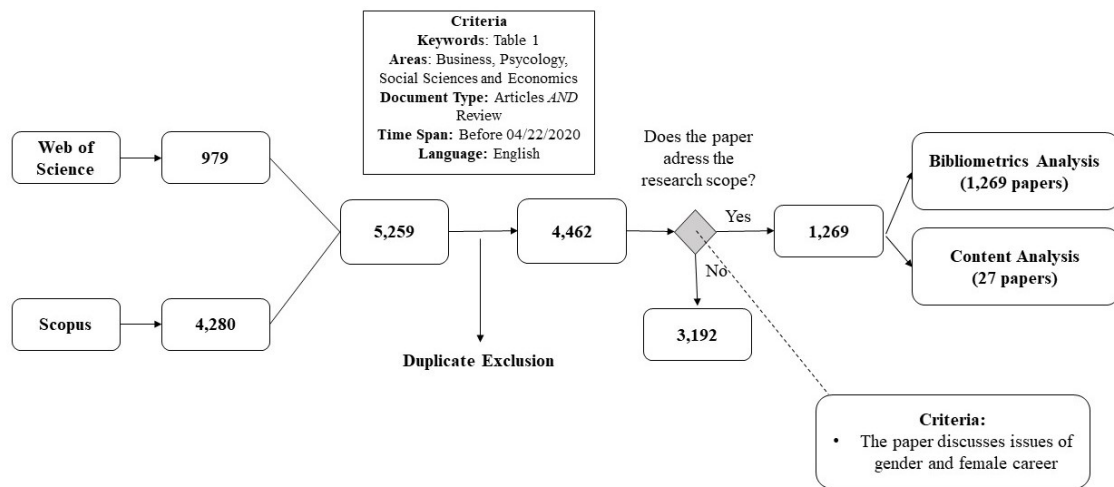 Criteria
Keywords: Table 1
Areas: Business, Psycology,
Social Sciences and Economics
Document Type: Articles AND
Review
Time Span: Before 04/22/2020
Language: English
Web of
Science
979
Scopus
4,280
5,259
Duplicate Exclusion
4,462
Does the paper
adress the
research scope?
Yes
No
3,192
1,269
Bibliometrics Analysis
(1,269 papers)
Content Analysis
(27 papers)
Criteria:
• The paper discusses issues of
gender and female career